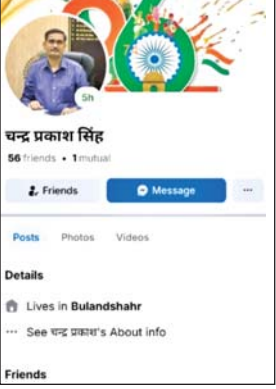 5h
चन्द्र प्रकाश सिंह
56 friends • 1 mutual
Friends
Message
...
Posts Photos Videos
Details
Lives in Bulandshahr
... See चन्द्र प्रकाश's About info
Friends